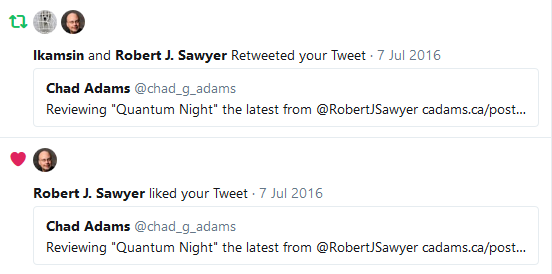 Ikamsin and Robert J. Sawyer Retweeted your Tweet · 7 Jul 2016
Chad Adams @chad_g_adams
Reviewing "Quantum Night" the latest from @RobertJSawyer cadams.ca/post...
Robert J. Sawyer liked your Tweet · 7 Jul 2016
Chad Adams @chad_g_adams
Reviewing "Quantum Night" the latest from @RobertJSawyer cadams.ca/post...